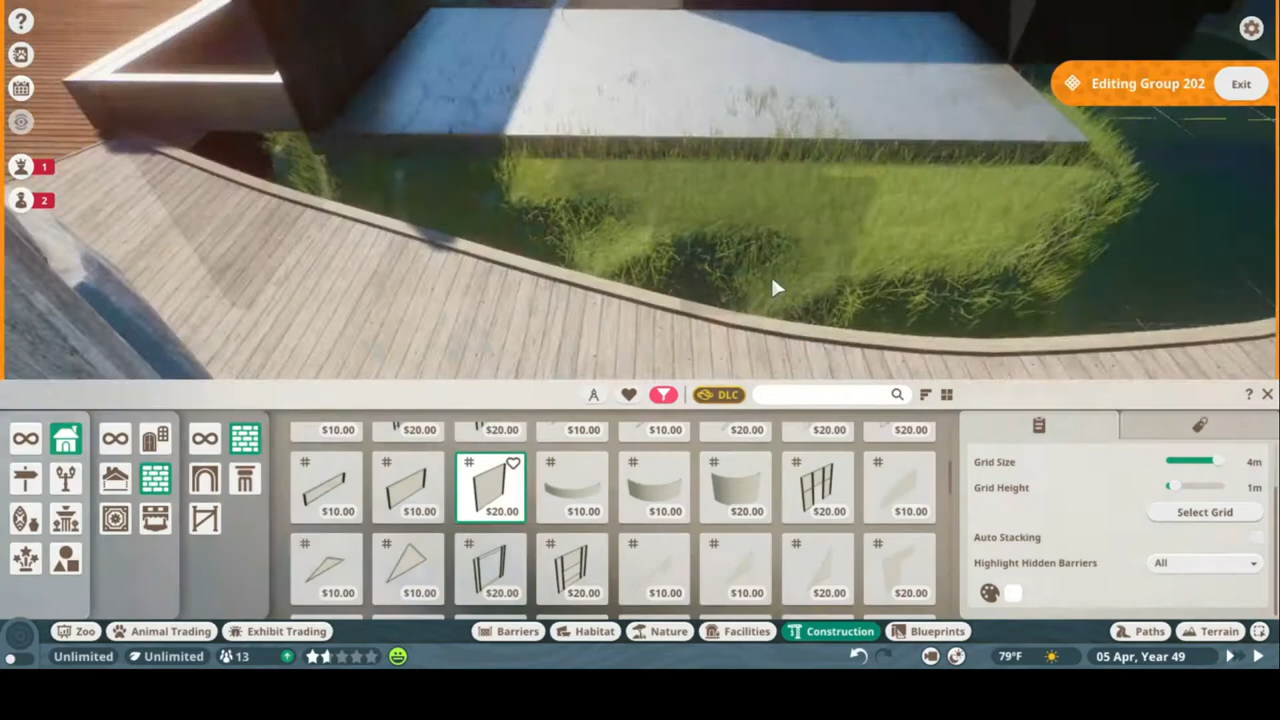 ?
Editing Group 202 Exit
1
2
DLC
? ×
$10.00 $20.00 $20.00 $10.00 $10.00 $20.00 $20.00 $20.00
Grid Size 4m
Grid Height 1m
$10.00 $10.00 $20.00 $10.00 $10.00 $20.00 $20.00 $10.00
Select Grid
Auto Stacking
Highlight Hidden Barriers All
$10.00 $10.00 $20.00 $20.00 $10.00 $10.00 $20.00 $20.00
Zoo Animal Trading Exhibit Trading Barriers Habitat Nature Facilities Construction Blueprints Paths Terrain
Unlimited Unlimited 13 79°F 05 Apr, Year 49